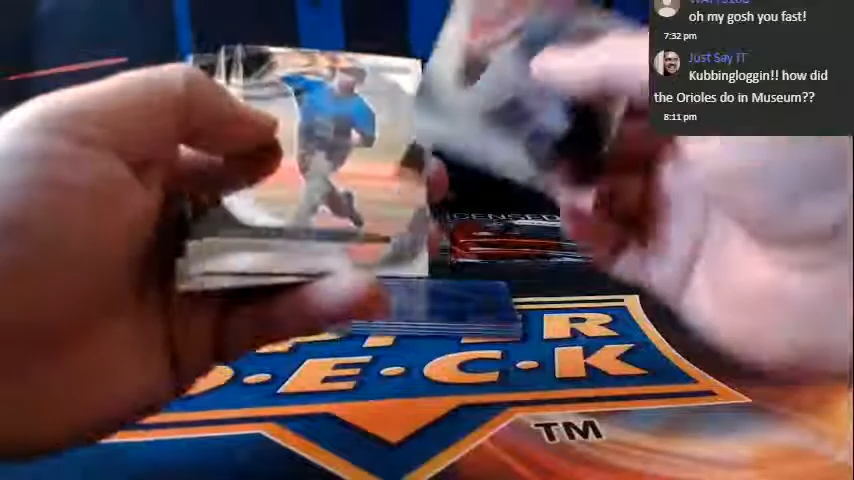 oh my gosh you fast!
7:32 pm
Just Say IT
Kubbingloggin!! how did
the Orioles do in Museum??
8:11 pm
CENSED
D·E·C·K
TM